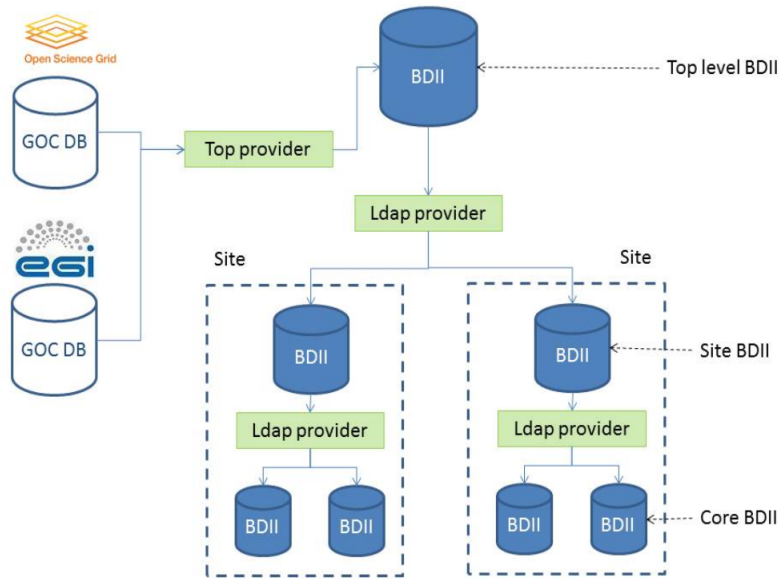 Open Science Grid
GOC DB
egi
GOC DB
Top provider
BDII
Top level BDII
Ldap provider
Site
Site
BDII
BDII
Site BDII
Ldap provider
Ldap provider
BDII
BDII
BDII
BDII
Core BDII